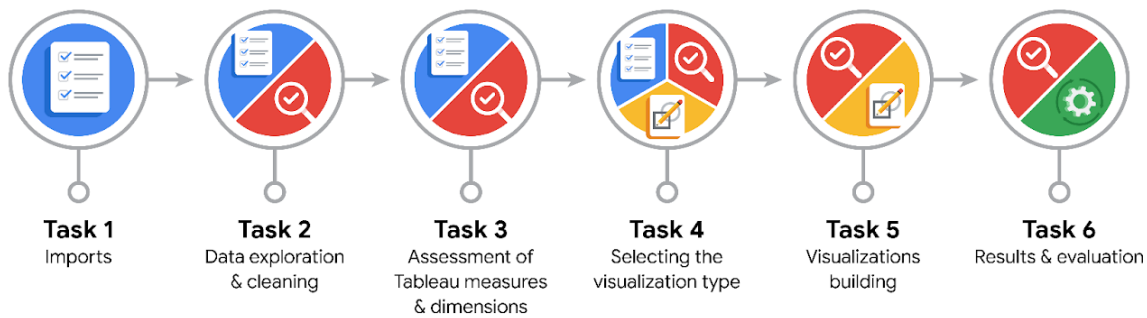 Task 1
Imports
Task 2
Data exploration
& cleaning
Task 3
Assessment of
Tableau measures
& dimensions
Task 4
Selecting the
visualization type
Task 5
Visualizations
building
Task 6
Results & evaluation